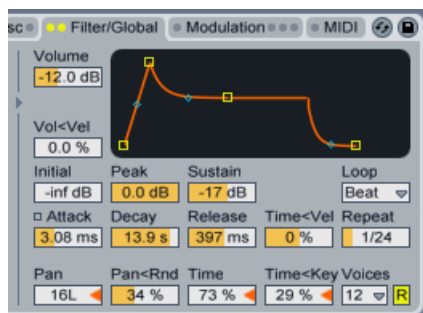 sc Filter/Global Modulation MIDI
Volume
-12.0 dB
Vol<Vel
0.0 %
Initial Peak Sustain Loop
-inf dB 0.0 dB -17 dB Beat
Attack Decay Release Time<Vel Repeat
3.08 ms 13.9 s 397 ms 0 % 1/24
Pan Pan<Rnd Time Time<Key Voices
16L 34 % 73 % 29 % 12 R